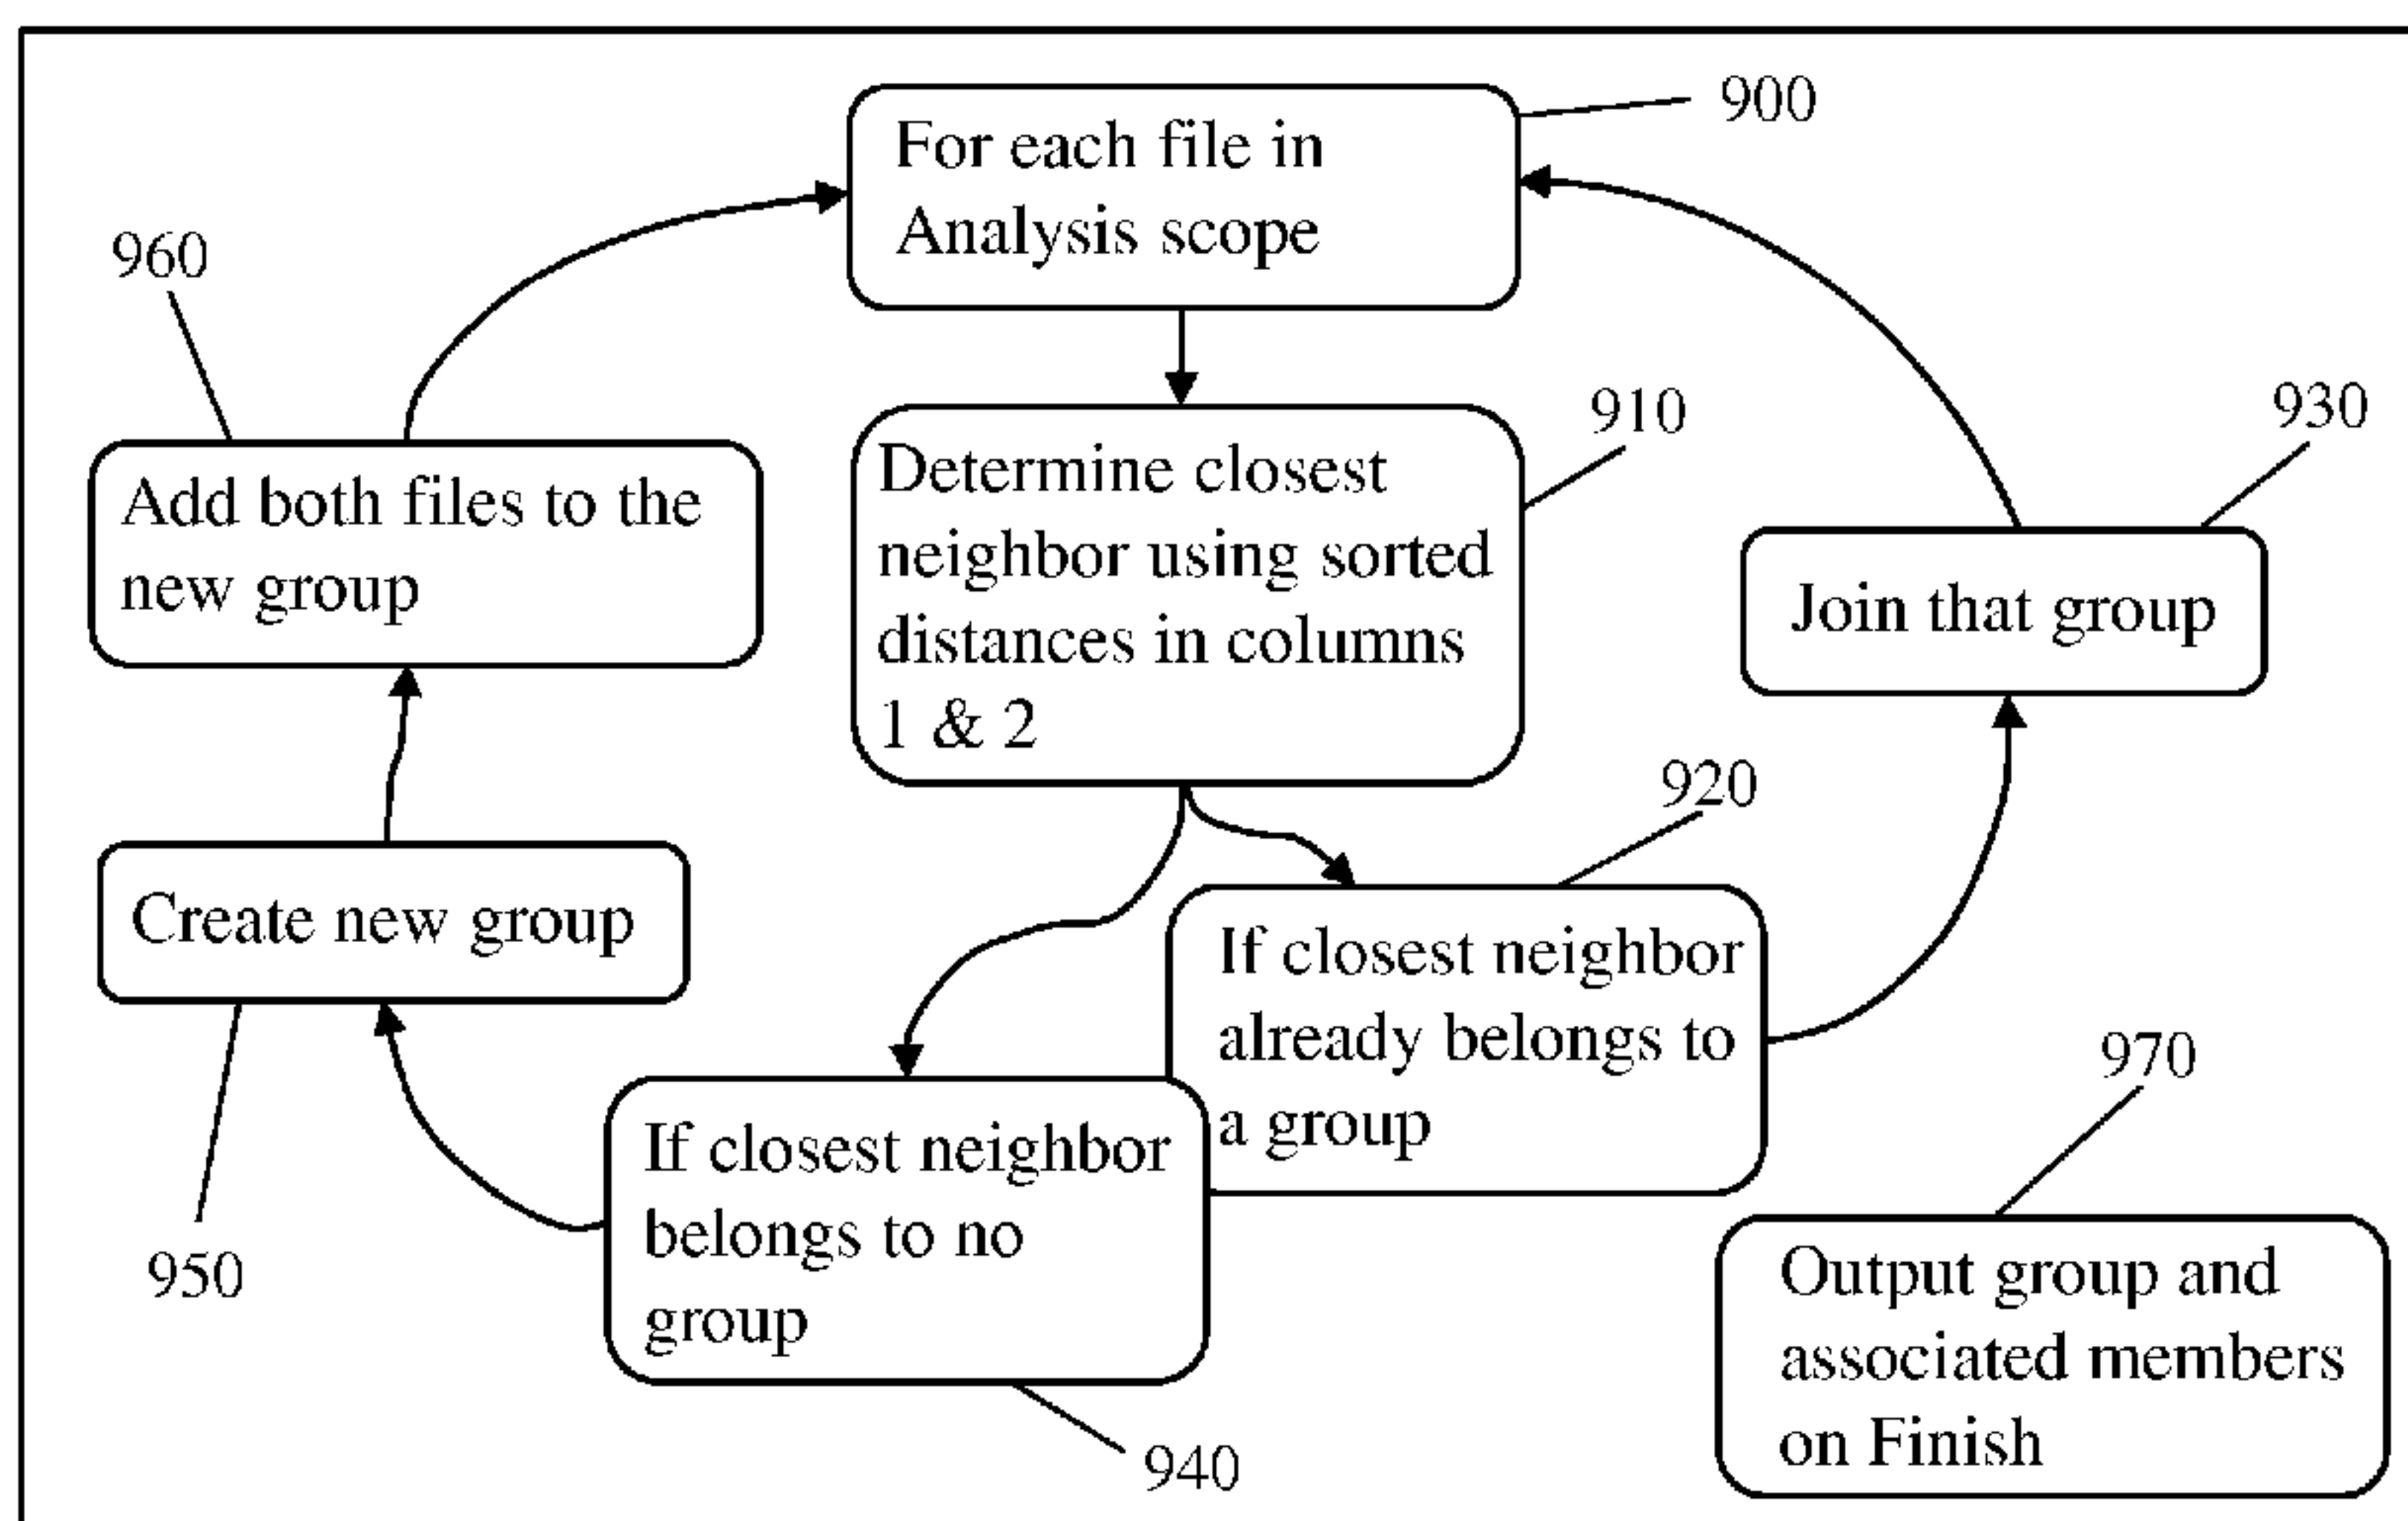 900
For each file in
Analysis scope
960
910
930
Determine closest
neighbor using sorted
distances in columns
1 & 2
Add both files to the
new group
Join that group
920
Create new group
If closest neighbor
already belongs to
a group
970
If closest neighbor
belongs to no
group
950
Output group and
associated members
on Finish
940